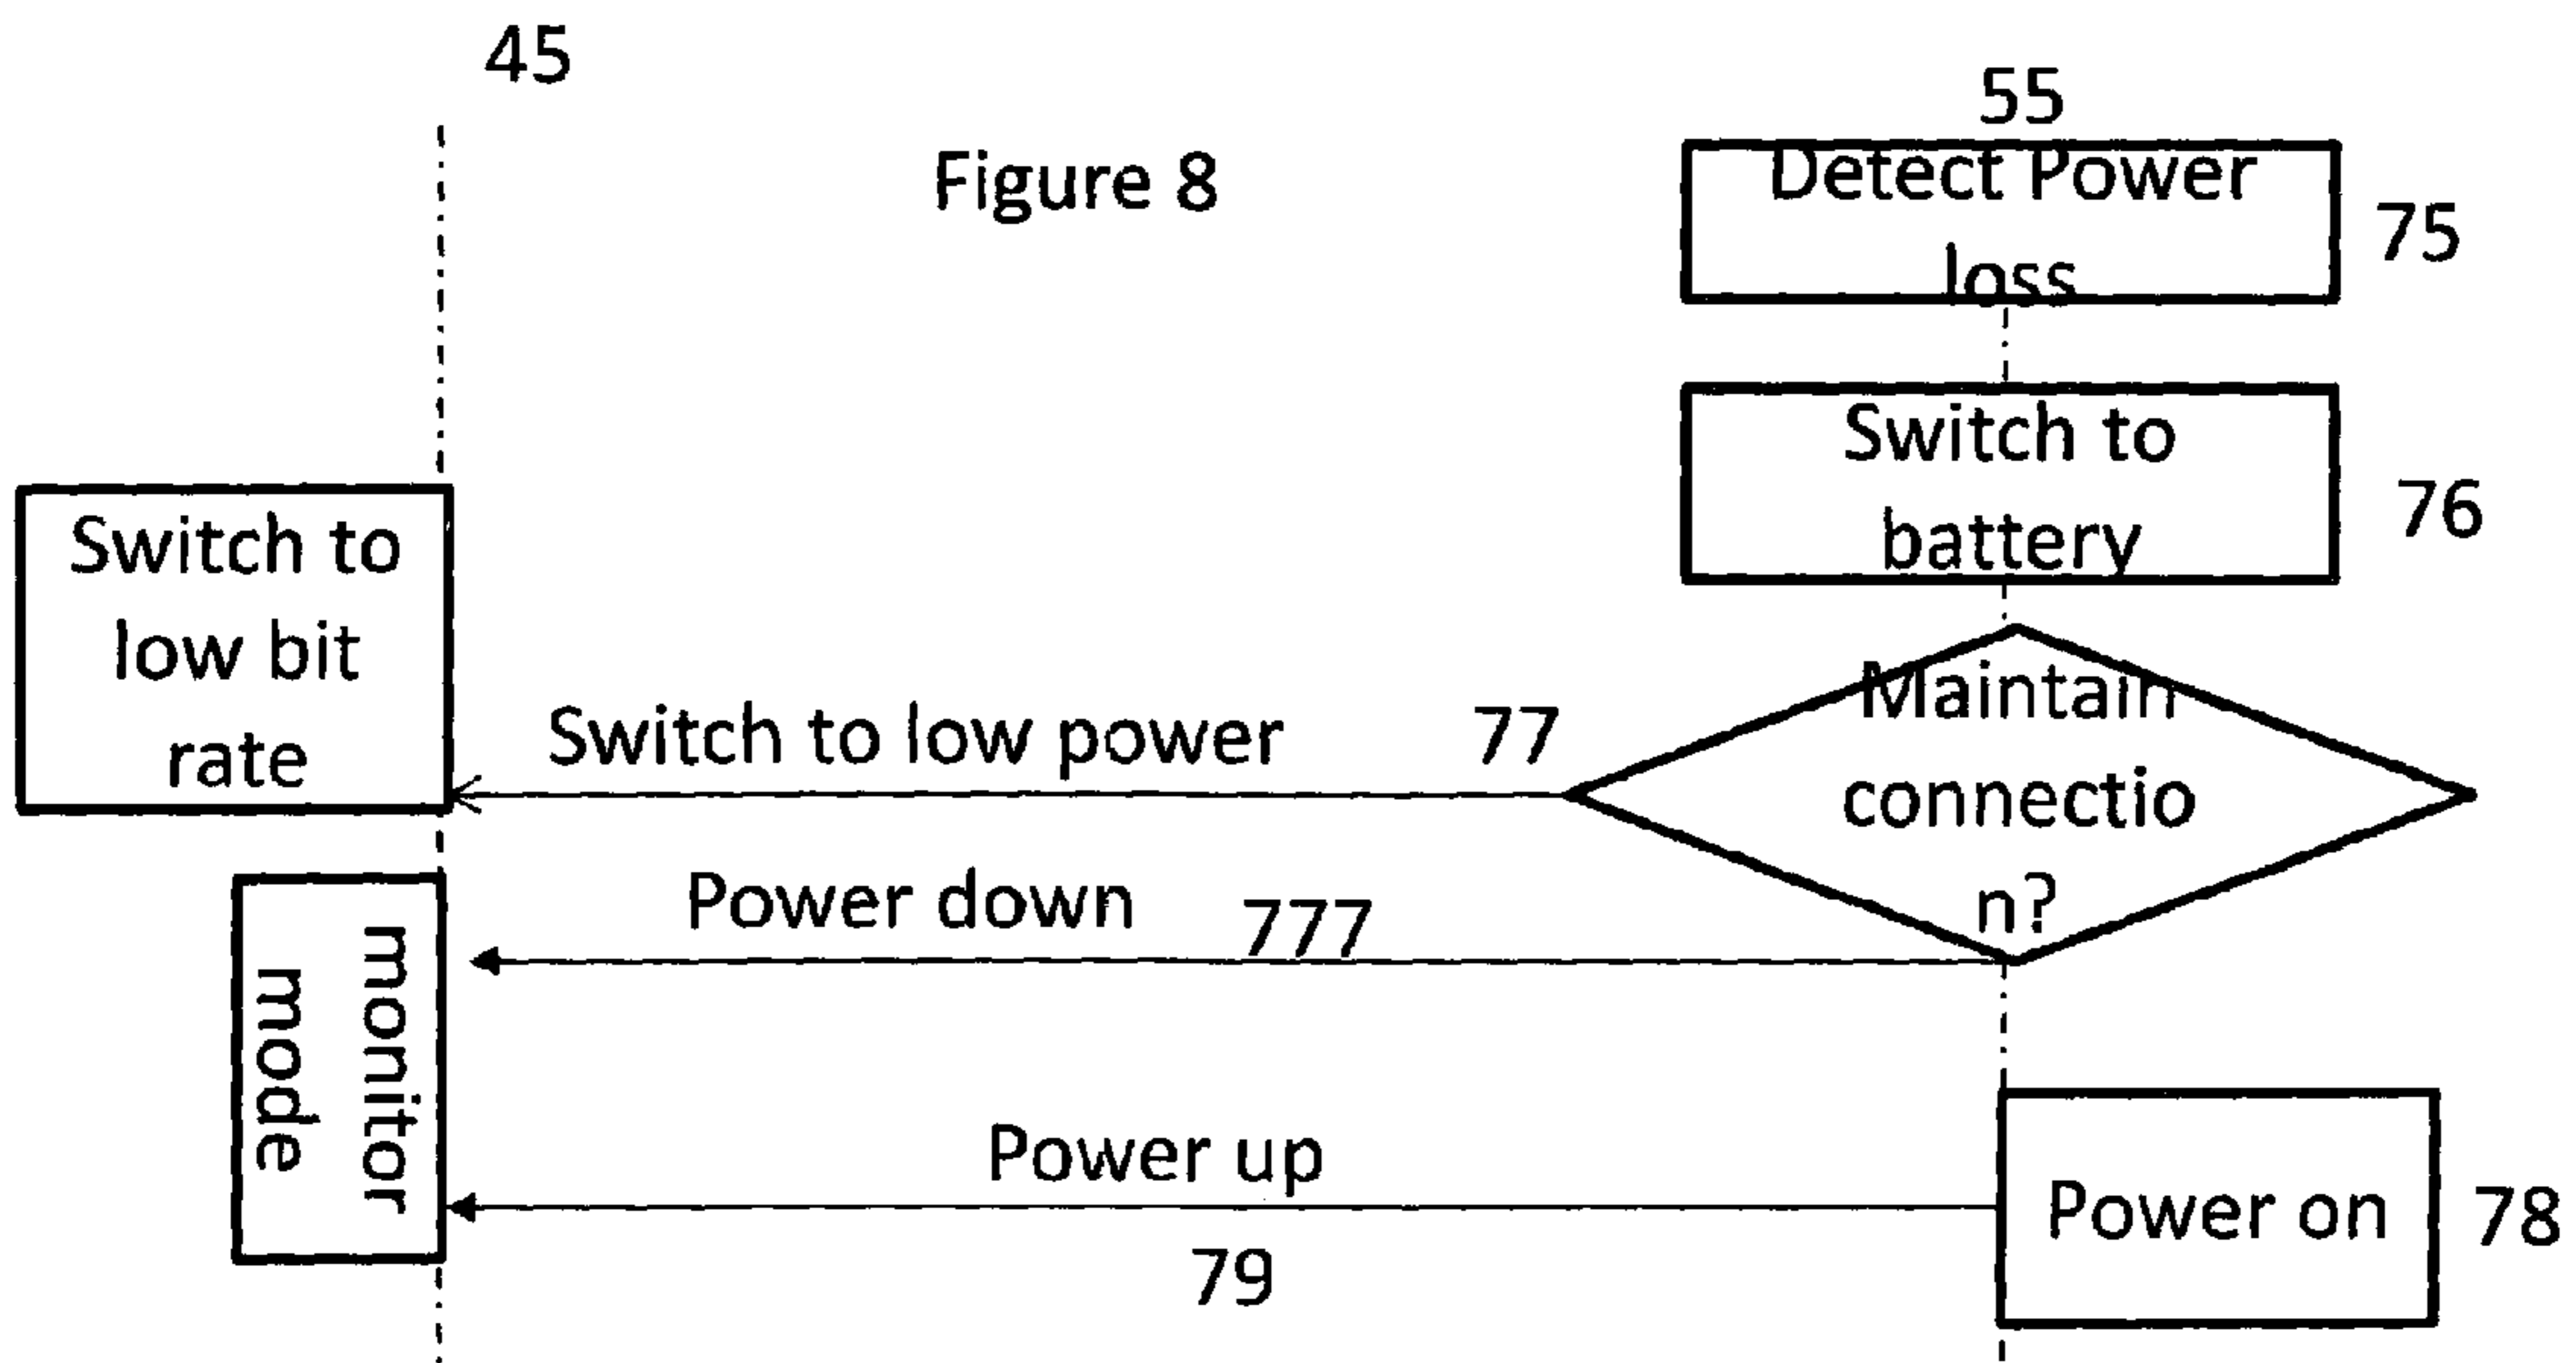 45
55
Figure 8
Detect Power
loss
75
Switch to
battery
76
Switch to
low bit
rate
Switch to low power
77
Maintain
connectio
n?
Power down
777
monitor
mode
Power up
79
Power on
78